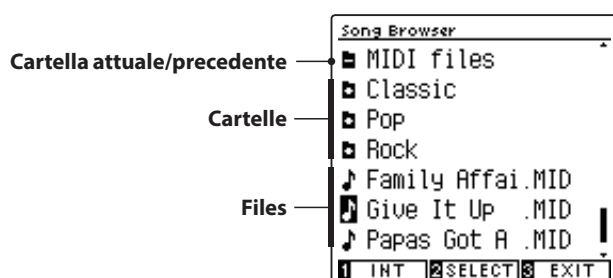 Song Browser
Cartella attuale/precedente
MIDI files
Cartelle
Classic
Pop
Rock
Files
Family Affai.MID
Give It Up .MID
Papas Got A .MID
1 INT 2 SELECT 3 EXIT